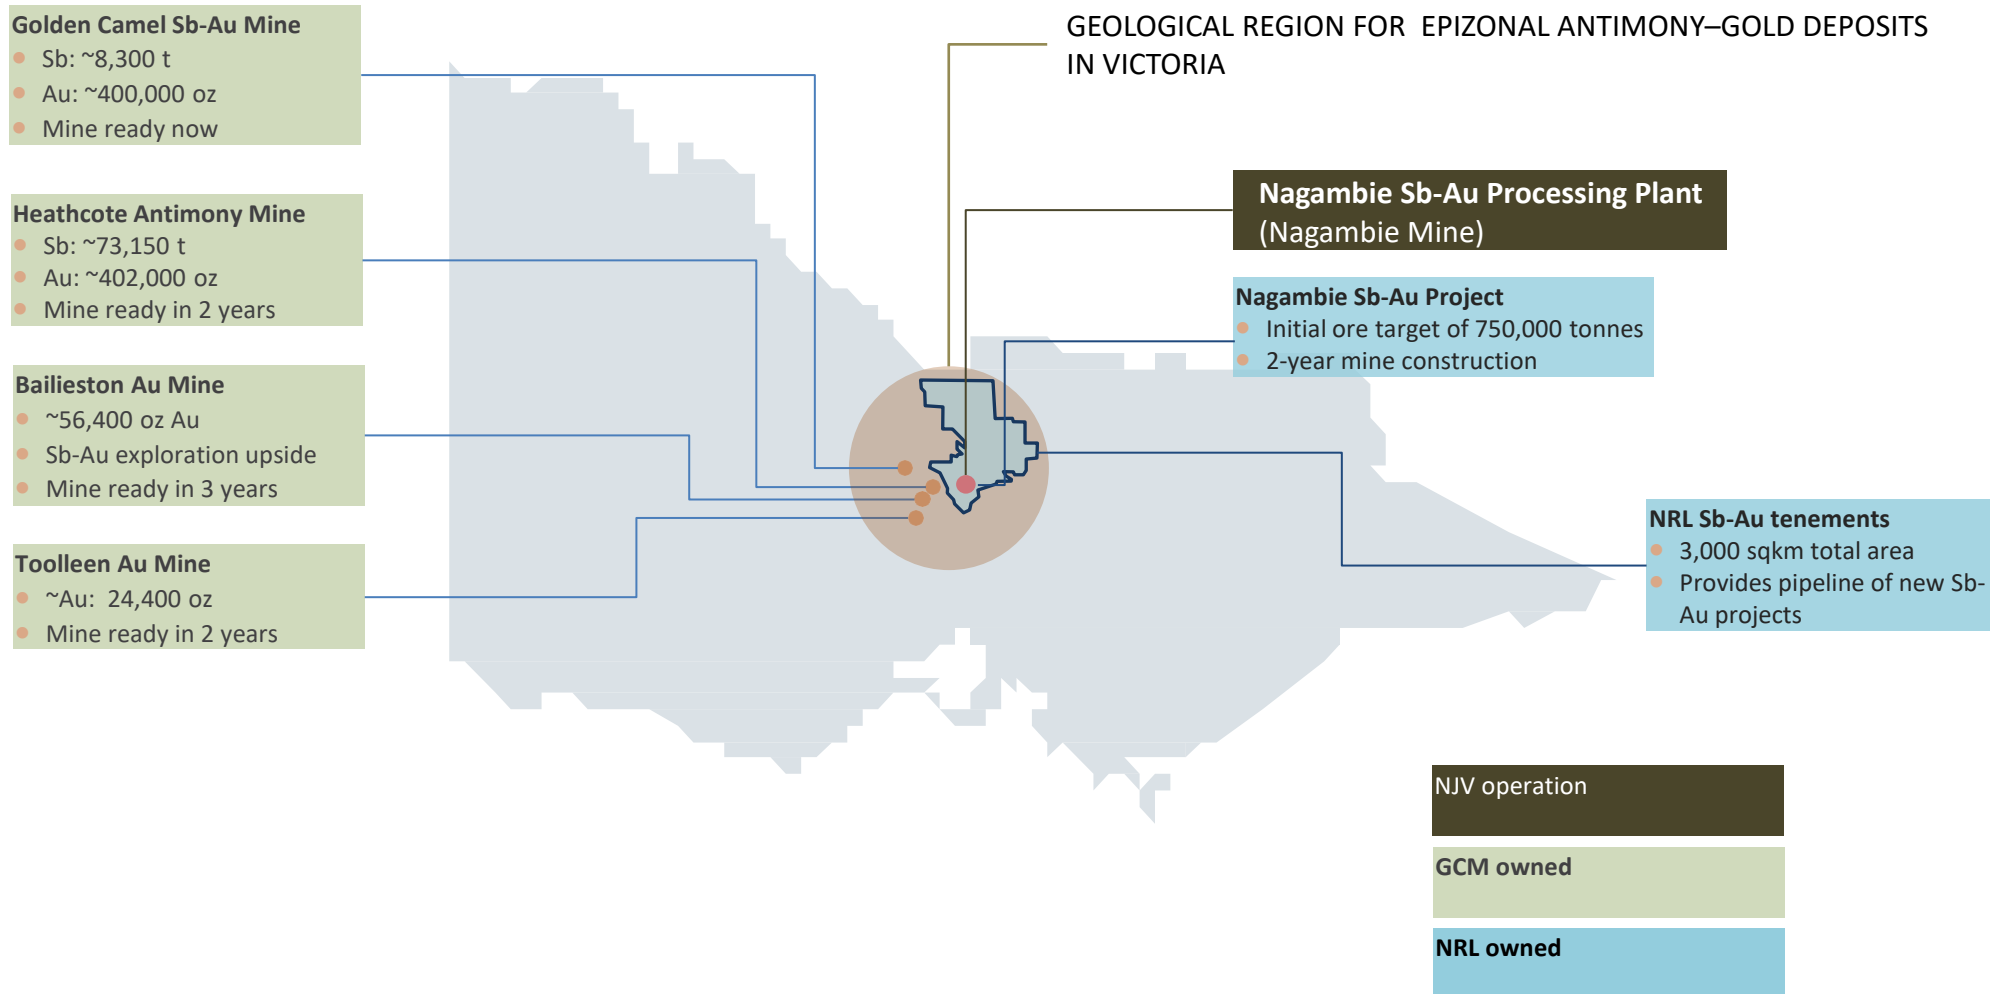 Golden Camel Sb-Au Mine
Sb: ~8,300 t
Au: ~400,000 oz
Mine ready now
Heathcote Antimony Mine
Sb: ~73,150 t
Au: ~402,000 oz
Mine ready in 2 years
Bailieston Au Mine
~56,400 oz Au
Sb-Au exploration upside
Mine ready in 3 years
Toolleen Au Mine
~Au: 24,400 oz
Mine ready in 2 years
GEOLOGICAL REGION FOR EPIZONAL ANTIMONY–GOLD DEPOSITS
IN VICTORIA
Nagambie Sb-Au Processing Plant
(Nagambie Mine)
Nagambie Sb-Au Project
Initial ore target of 750,000 tonnes
2-year mine construction
NRL Sb-Au tenements
3,000 sqkm total area
Provides pipeline of new Sb-
Au projects
NJV operation
GCM owned
NRL owned